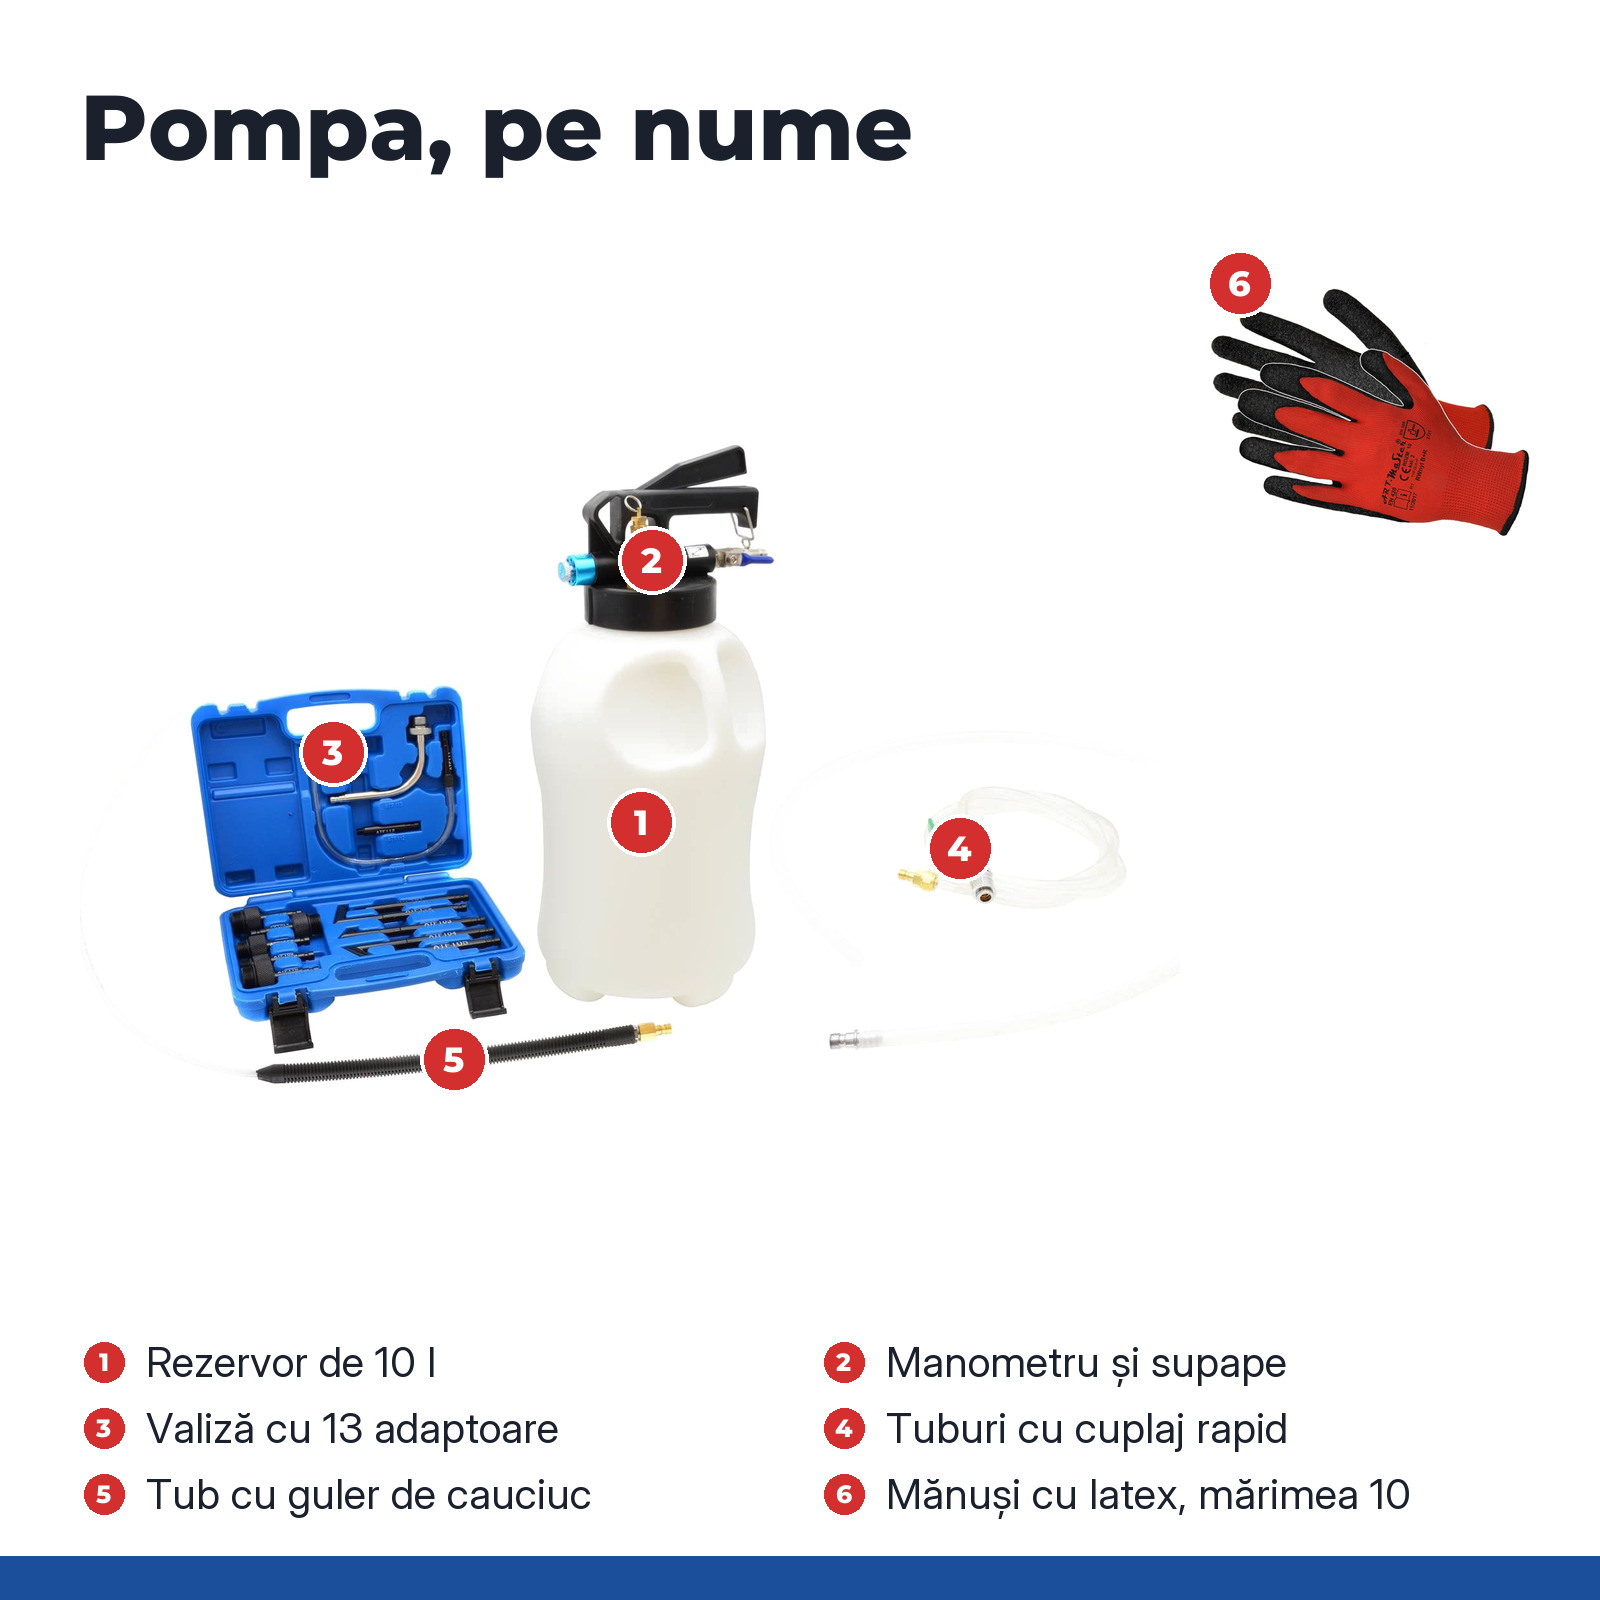 Pompa, pe nume
6
2
3
1
4
5
1 Rezervor de 10 l
2 Manometru și supape
3 Valiză cu 13 adaptoare
4 Tuburi cu cuplaj rapid
5 Tub cu guler de cauciuc
6 Mănuși cu latex, mărimea 10